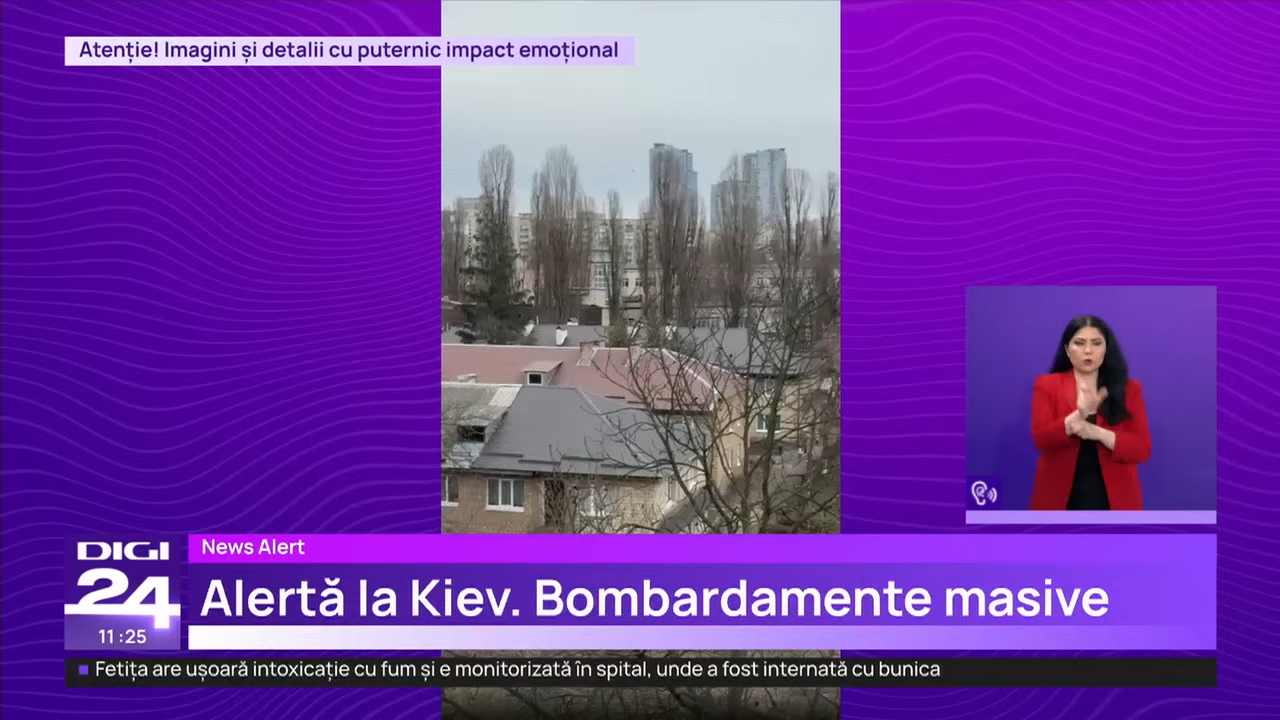 Atenție! Imagini și detalii cu puternic impact emoțional
News Alert
DIGI
24
Alertă la Kiev. Bombardamente masive
11:25
Fetița are ușoară intoxicație cu fum și e monitorizată în spital, unde a fost internată cu bunica